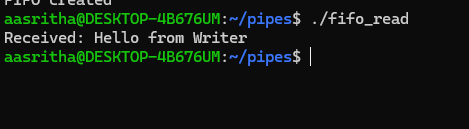 FIFO created
aasritha@DESKTOP-4B676UM:~/pipes$ ./fifo_read
Received: Hello from Writer
aasritha@DESKTOP-4B676UM:~/pipes$